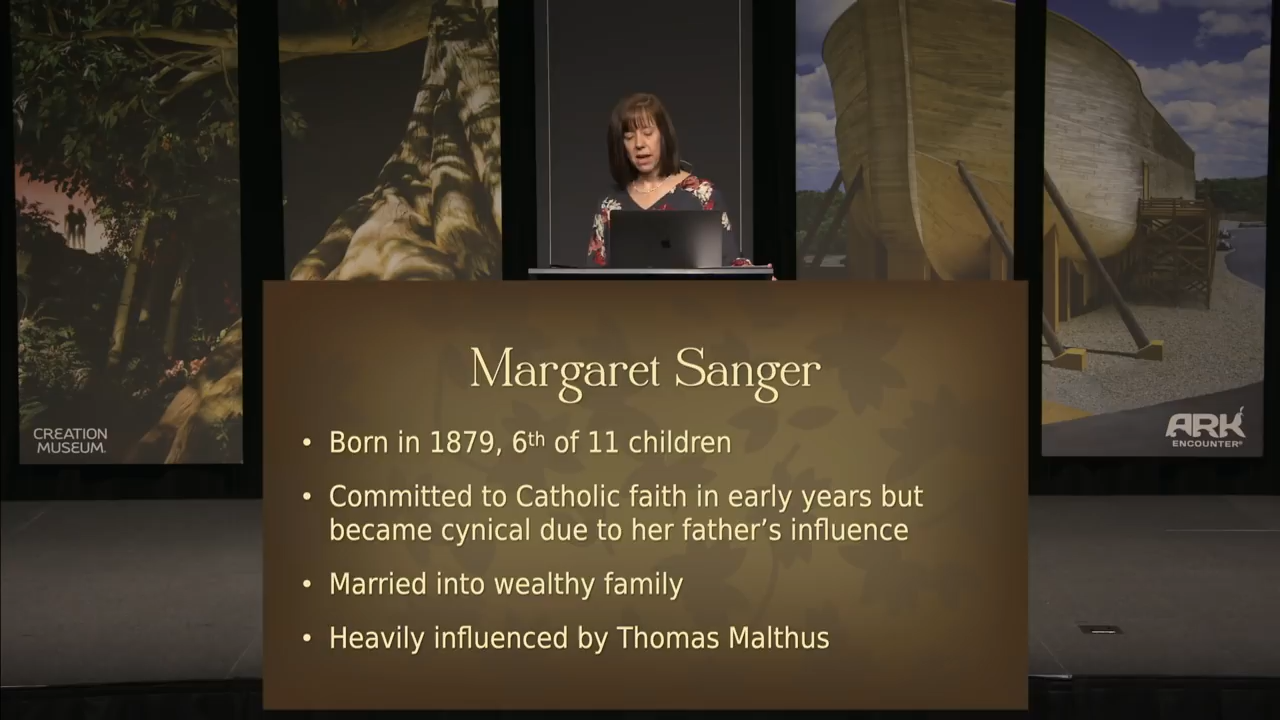 CREATION
MUSEUM
ARK
ENCOUNTER
Margaret Sanger
• Born in 1879, 6th of 11 children
• Committed to Catholic faith in early years but
became cynical due to her father’s influence
• Married into wealthy family
• Heavily influenced by Thomas Malthus